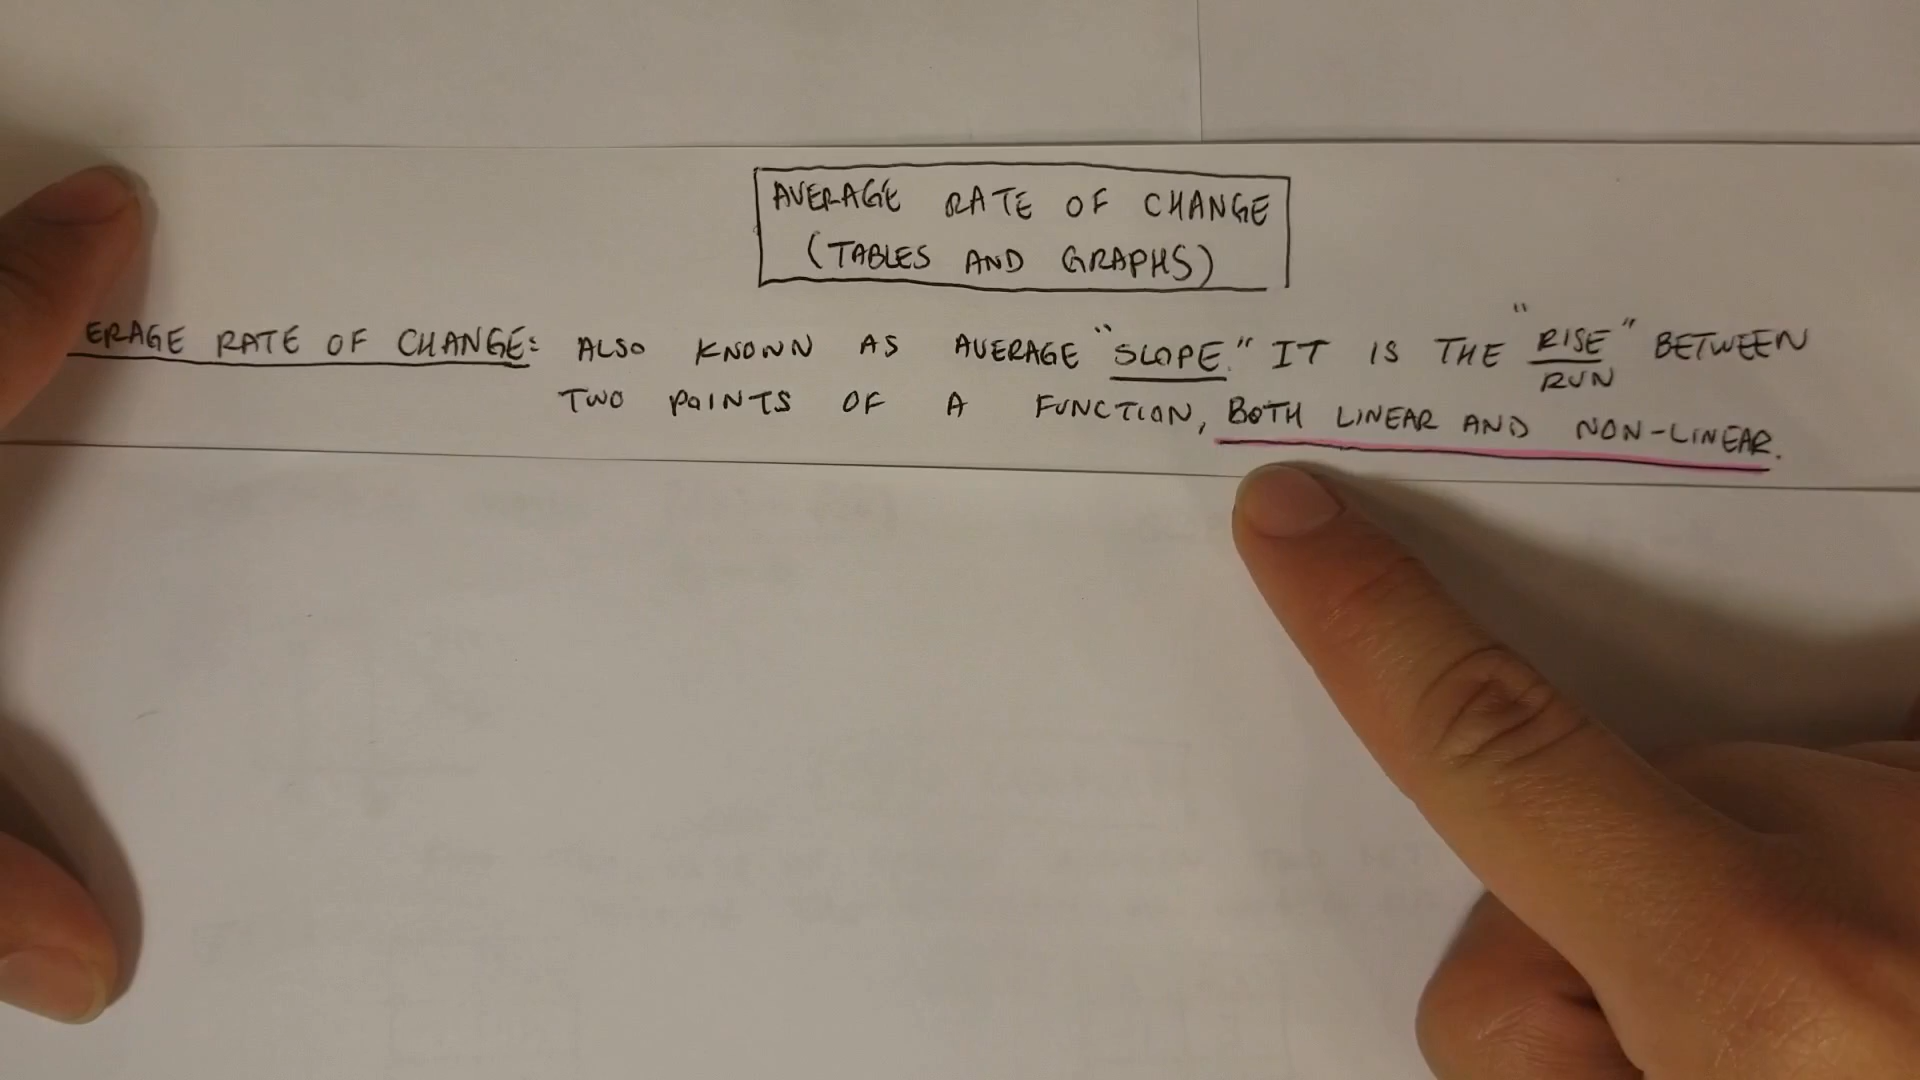 AVERAGE RATE OF CHANGE
(TABLES AND GRAPHS)
ERAGE RATE OF CHANGE: ALSO KNOWN AS AVERAGE "SLOPE." IT IS THE "RISE/RUN" BETWEEN
TWO POINTS OF A FUNCTION, BOTH LINEAR AND NON-LINEAR.